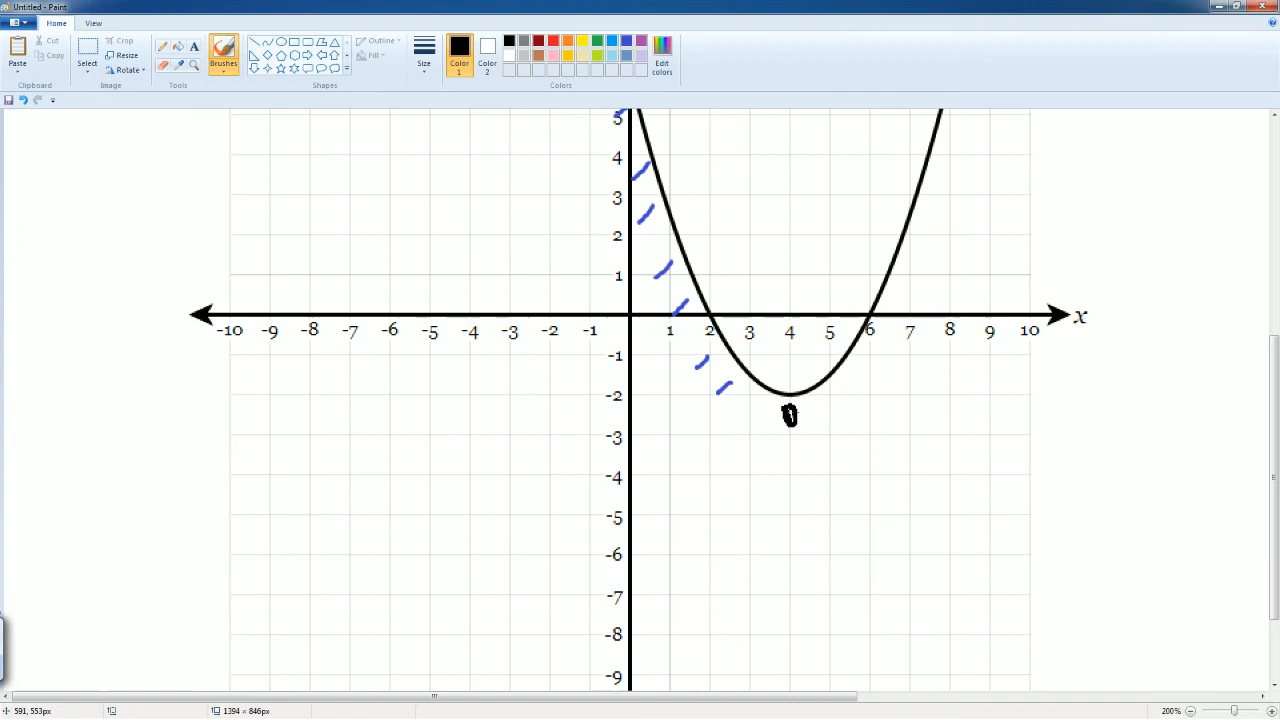 Untitled - Paint
Home View
Paste
Cut
Copy
Clipboard
Select
Crop
Resize
Rotate
Image
A
Tools
Brushes
Outline
Fill
Shapes
Size
Color 1
Color 2
Edit colors
Colors
5
4
3
2
1
-10 -9 -8 -7 -6 -5 -4 -3 -2 -1 1 2 3 4 5 6 7 8 9 10 x
-1
-2
0
-3
-4
-5
-6
-7
-8
-9
591, 553px 1394 × 846px 200%